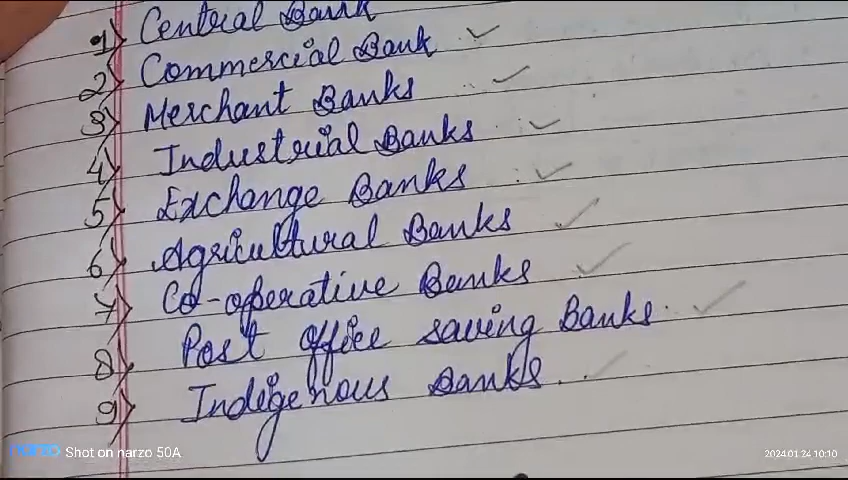 1) Central Bank
2) Commercial Bank
3) Merchant Banks
4) Industrial Banks
5) Exchange Banks
6) Agricultural Banks
7) Co-operative Banks
8) Post office saving Banks.
9) Indigenous Banks.
narzo Shot on narzo 50A
2024.01.24 10:10